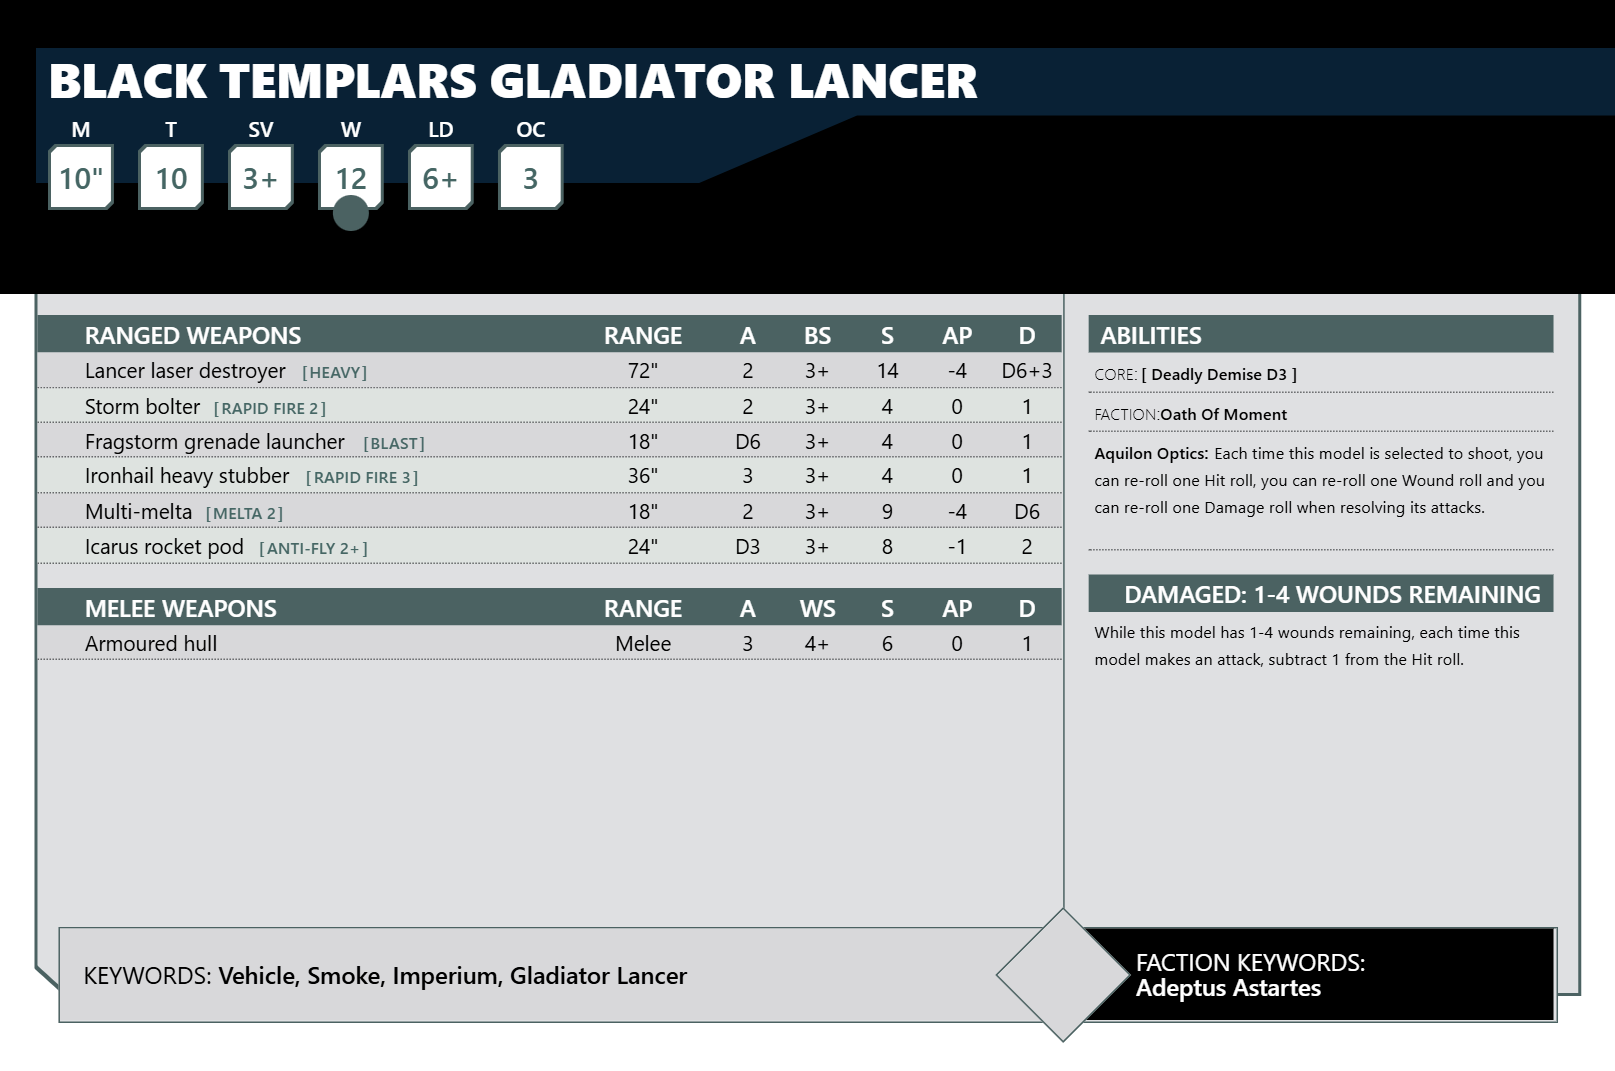 BLACK TEMPLARS GLADIATOR LANCER
M T SV W LD OC
10" 10 3+ 12 6+ 3
RANGED WEAPONS RANGE A BS S AP D
Lancer laser destroyer [HEAVY] 72" 2 3+ 14 -4 D6+3
Storm bolter [RAPID FIRE 2] 24" 2 3+ 4 0 1
Fragstorm grenade launcher [BLAST] 18" D6 3+ 4 0 1
Ironhail heavy stubber [RAPID FIRE 3] 36" 3 3+ 4 0 1
Multi-melta [MELTA 2] 18" 2 3+ 9 -4 D6
Icarus rocket pod [ANTI-FLY 2+] 24" D3 3+ 8 -1 2
MELEE WEAPONS RANGE A WS S AP D
Armoured hull Melee 3 4+ 6 0 1
ABILITIES
CORE: [ Deadly Demise D3 ]
FACTION:Oath Of Moment
Aquilon Optics: Each time this model is selected to shoot, you
can re-roll one Hit roll, you can re-roll one Wound roll and you
can re-roll one Damage roll when resolving its attacks.
DAMAGED: 1-4 WOUNDS REMAINING
While this model has 1-4 wounds remaining, each time this
model makes an attack, subtract 1 from the Hit roll.
KEYWORDS: Vehicle, Smoke, Imperium, Gladiator Lancer
FACTION KEYWORDS:
Adeptus Astartes